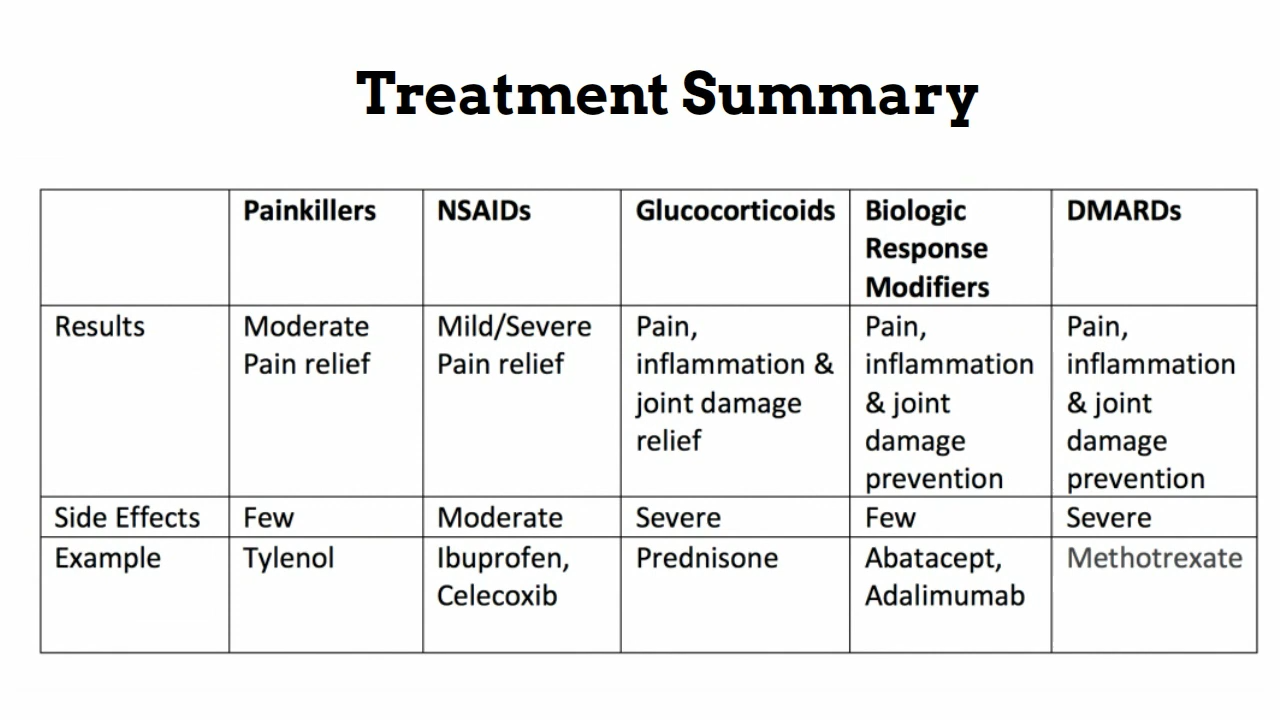 Treatment Summary
Painkillers
NSAIDs
Glucocorticoids
Biologic
Response
Modifiers
DMARDs
Results
Moderate
Pain relief
Mild/Severe
Pain relief
Pain,
inflammation &
joint damage
relief
Pain,
inflammation
& joint
damage
prevention
Pain,
inflammation
& joint
damage
prevention
Side Effects
Few
Moderate
Severe
Few
Severe
Example
Tylenol
Ibuprofen,
Celecoxib
Prednisone
Abatacept,
Adalimumab
Methotrexate